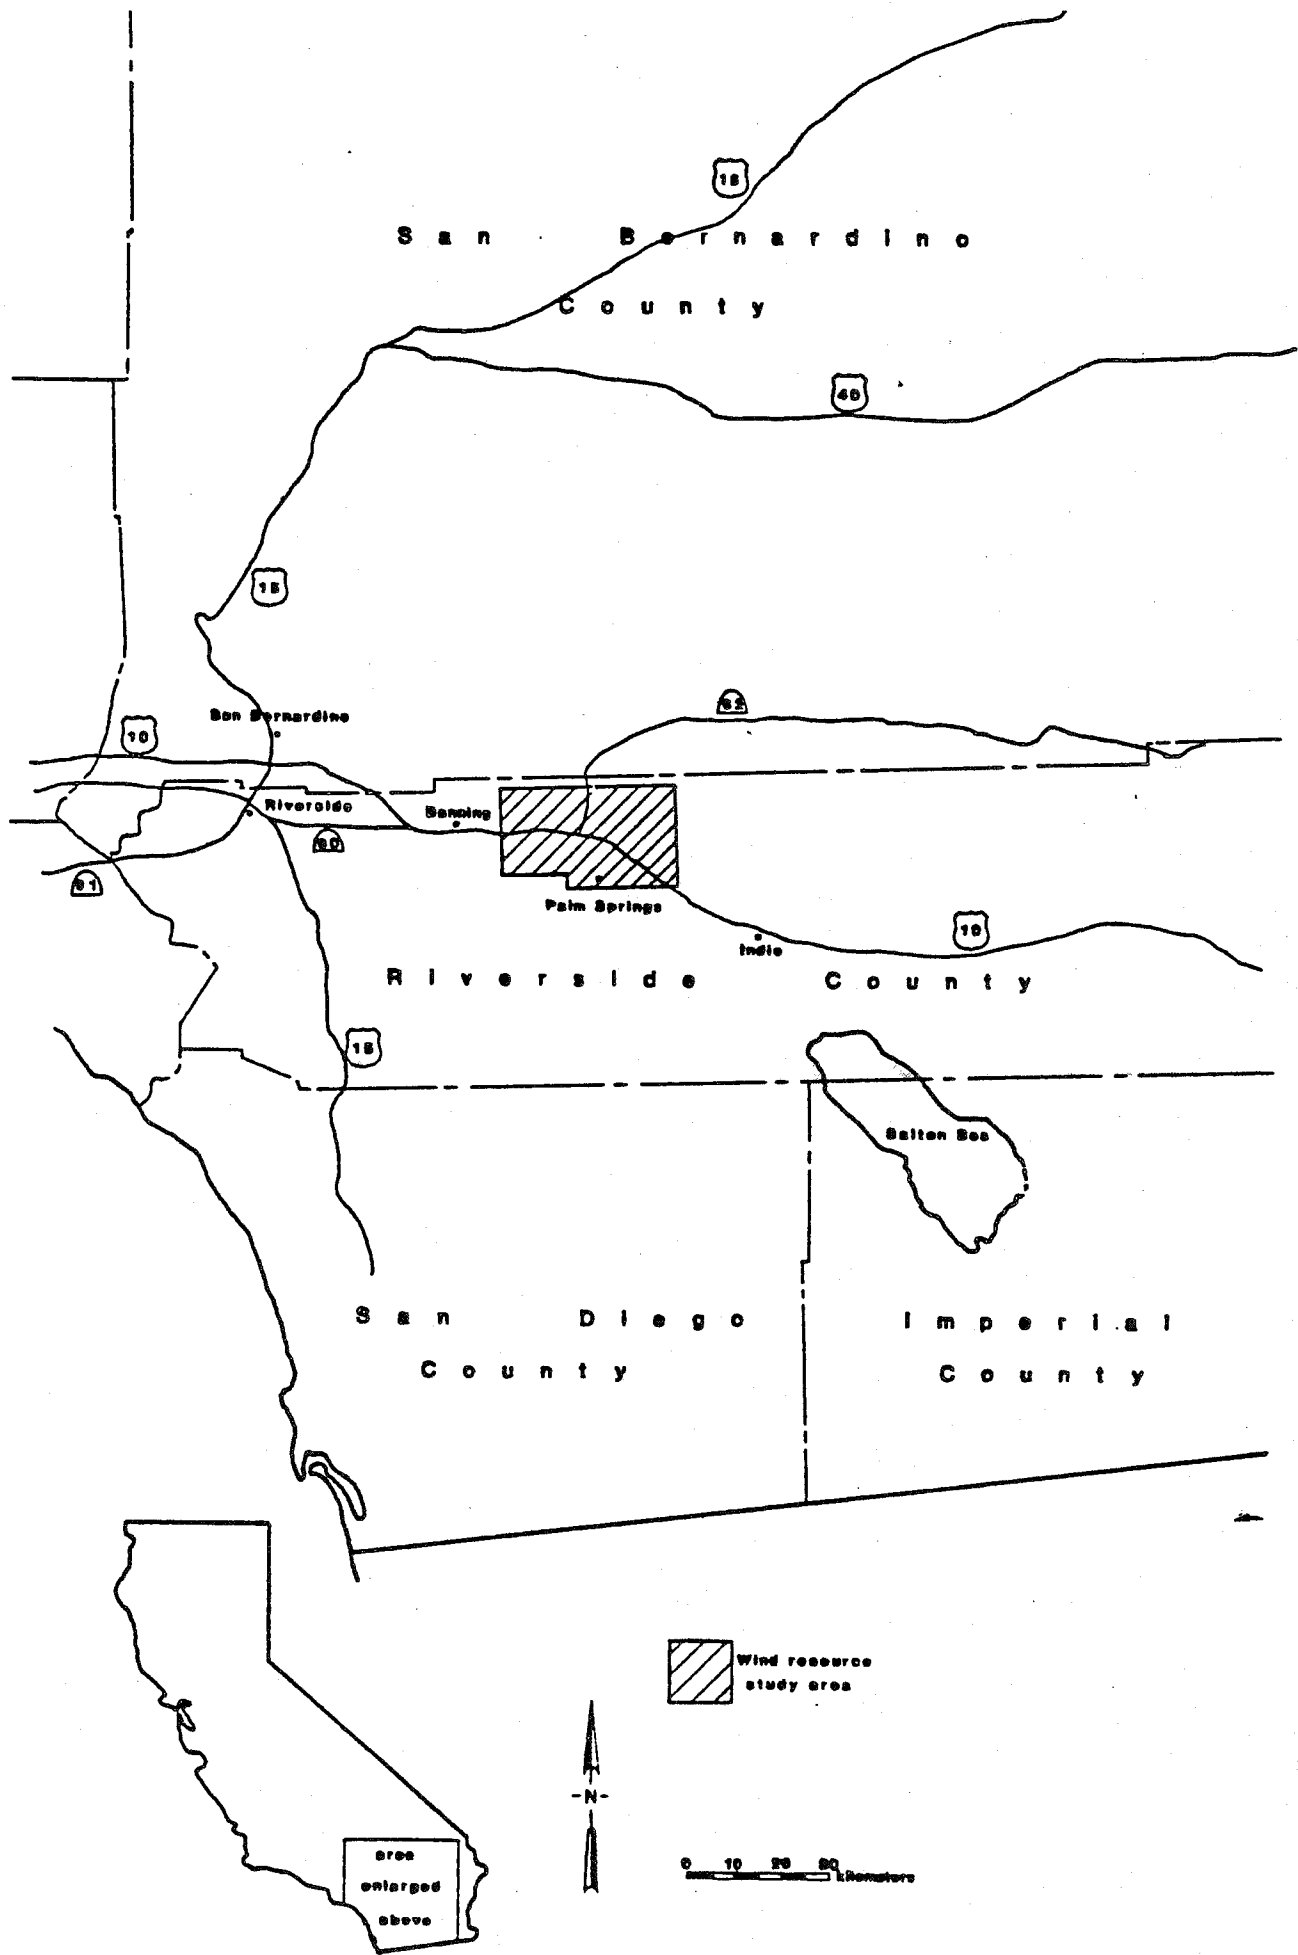 15
San Bernardino
County
40
15
San Bernardino
62
10
Riverside
Banning
60
91
Palm Springs
Indio
10
Riverside County
15
Salton Sea
San Diego
County
Imperial
County
Wind resource
study area
-N-
area
enlarged
above
0 10 20 30
kilometers